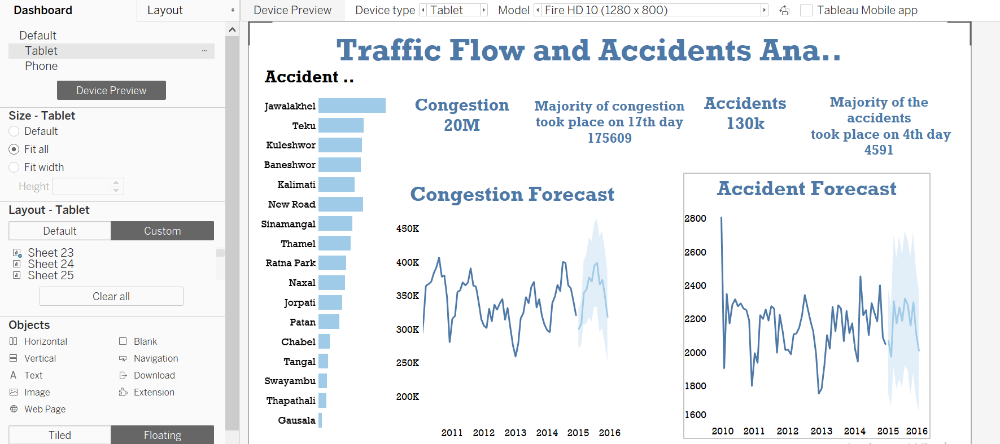 Dashboard
Layout
Device Preview
Device type
Tablet
Model
Fire HD 10 (1280 x 800)
Tableau Mobile app
Default
Tablet
Phone
Device Preview
Size - Tablet
Default
Fit all
Fit width
Height
Layout - Tablet
Default
Custom
Sheet 23
Sheet 24
Sheet 25
Clear all
Objects
Horizontal
Blank
Vertical
Navigation
A Text
Download
Image
Extension
Web Page
Tiled
Floating
Traffic Flow and Accidents Ana..
Accident ..
Jawalakhel
Teku
Kuleshwor
Baneshwor
Kalimati
New Road
Sinamangal
Thamel
Ratna Park
Naxal
Jorpati
Patan
Chabel
Tangal
Swayambu
Thapathali
Gausala
Congestion
20M
Majority of congestion
took place on 17th day
175609
Accidents
130k
Majority of the
accidents
took place on 4th day
4591
Congestion Forecast
450K
400K
350K
300K
250K
200K
2011 2012 2013 2014 2015 2016
Accident Forecast
2800
2600
2400
2200
2000
1800
1600
2010 2011 2012 2013 2014 2015 2016